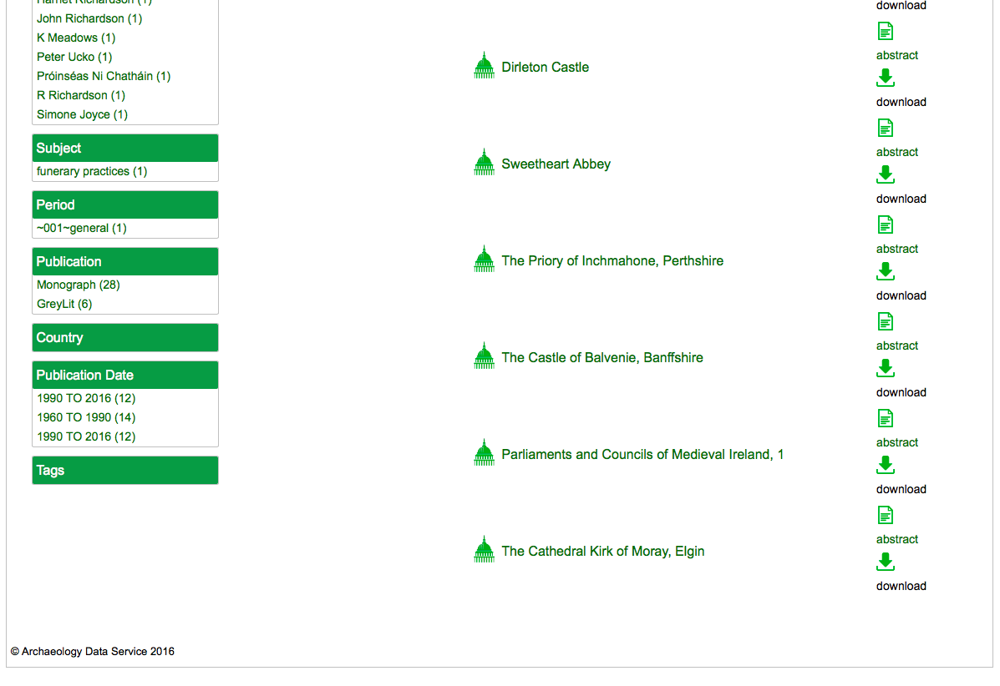 Harriet Richardson (1)
John Richardson (1)
K Meadows (1)
Peter Ucko (1)
Próinséas Ni Chatháin (1)
R Richardson (1)
Simone Joyce (1)
Subject
funerary practices (1)
Period
~001~general (1)
Publication
Monograph (28)
GreyLit (6)
Country
Publication Date
1990 TO 2016 (12)
1960 TO 1990 (14)
1990 TO 2016 (12)
Tags
download
Dirleton Castle
abstract
download
Sweetheart Abbey
abstract
download
The Priory of Inchmahone, Perthshire
abstract
download
The Castle of Balvenie, Banffshire
abstract
download
Parliaments and Councils of Medieval Ireland, 1
abstract
download
The Cathedral Kirk of Moray, Elgin
abstract
download
© Archaeology Data Service 2016